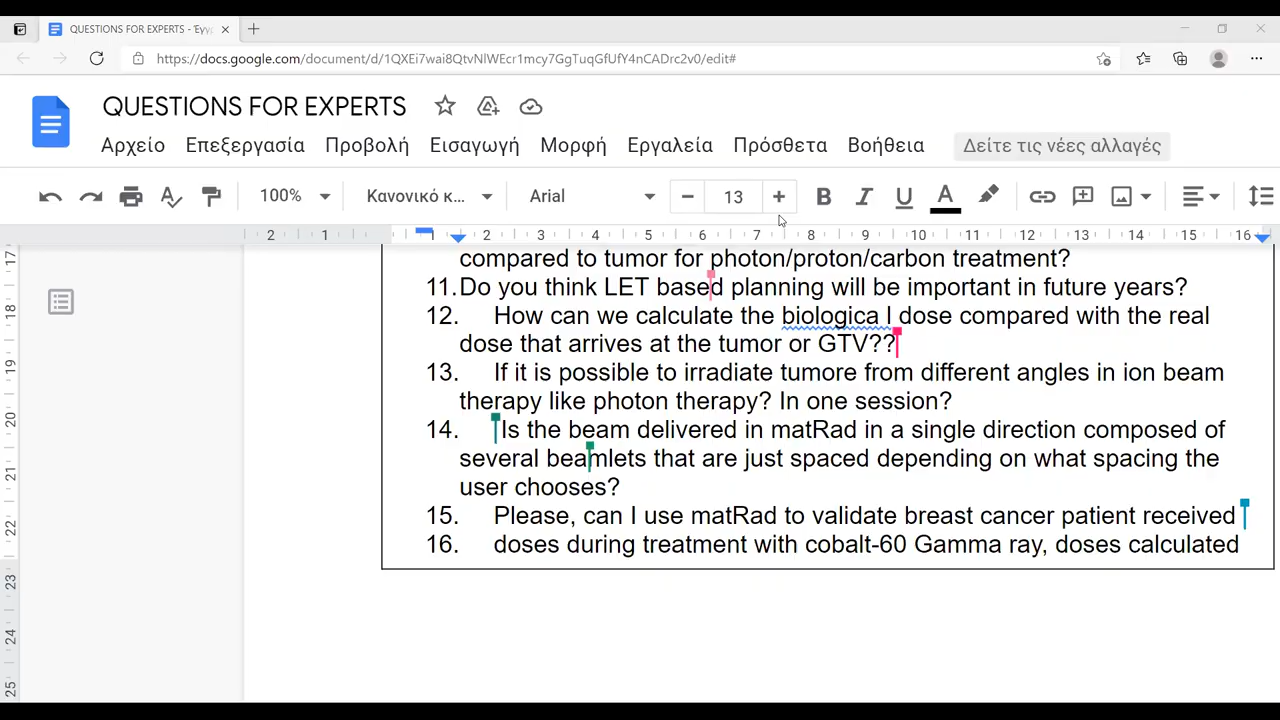 QUESTIONS FOR EXPERTS - Έγγρ
https://docs.google.com/document/d/1QXEi7wai8QtvNlWEcr1mcy7GgTuqGfUfY4nCADrc2v0/edit#
QUESTIONS FOR EXPERTS
Αρχείο Επεξεργασία Προβολή Εισαγωγή Μορφή Εργαλεία Πρόσθετα Βοήθεια Δείτε τις νέες αλλαγές
100% Κανονικό κ... Arial − 13 + B I U A
2 1 1 2 3 4 5 6 7 8 9 10 11 12 13 14 15 16
17
18
19
20
21
22
23
24
25
compared to tumor for photon/proton/carbon treatment?
11. Do you think LET based planning will be important in future years?
12. How can we calculate the biologica l dose compared with the real
dose that arrives at the tumor or GTV??
13. If it is possible to irradiate tumore from different angles in ion beam
therapy like photon therapy? In one session?
14. Is the beam delivered in matRad in a single direction composed of
several beamlets that are just spaced depending on what spacing the
user chooses?
15. Please, can I use matRad to validate breast cancer patient received
16. doses during treatment with cobalt-60 Gamma ray, doses calculated